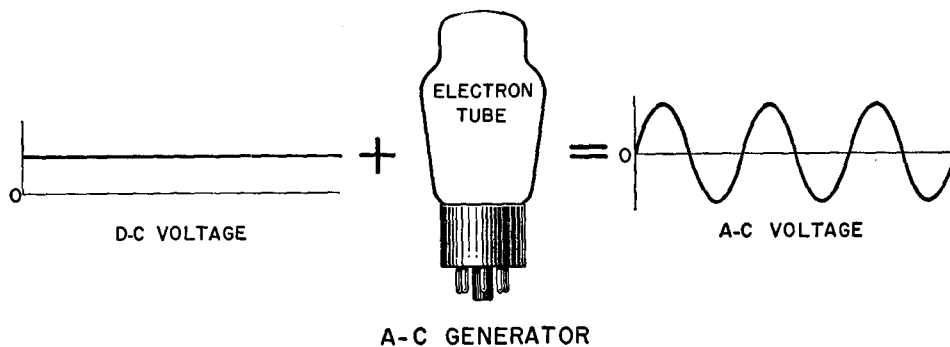 ELECTRON
TUBE
0
D-C VOLTAGE
0
A-C VOLTAGE
A-C GENERATOR